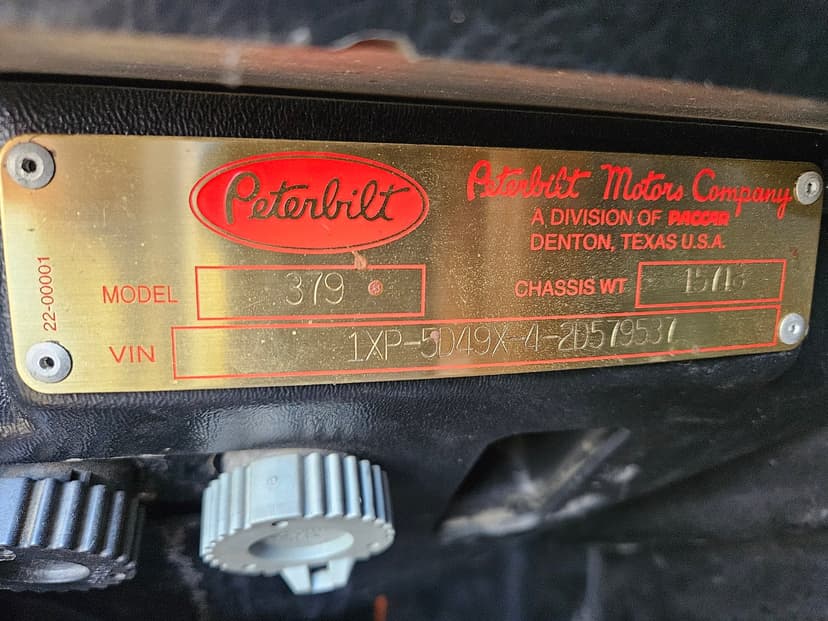 Peterbilt
Peterbilt Motors Company
A DIVISION OF PACCAR
DENTON, TEXAS U.S.A.
MODEL 379
CHASSIS WT
VIN 1XP-5D49X-4-2D579537
22-00001